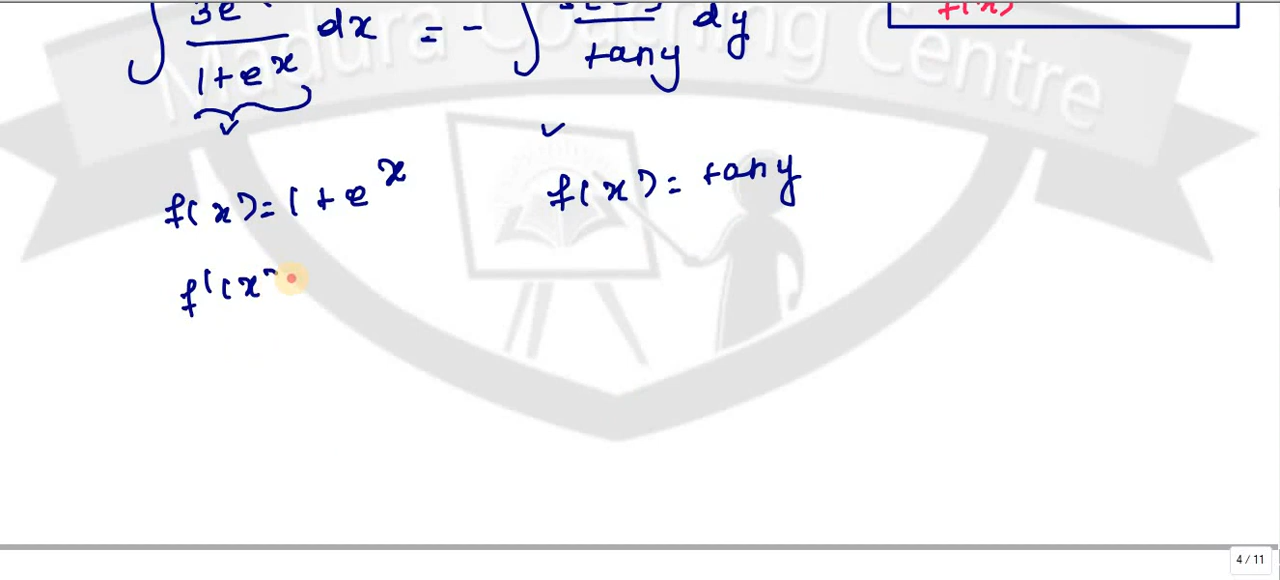 ∫ 3e / 1+e^x dx = - ∫ / tany dy
f(x)
f(x)=1+e^x f(x)= tany
f'(x)
Madura Coaching Centre
4 / 11